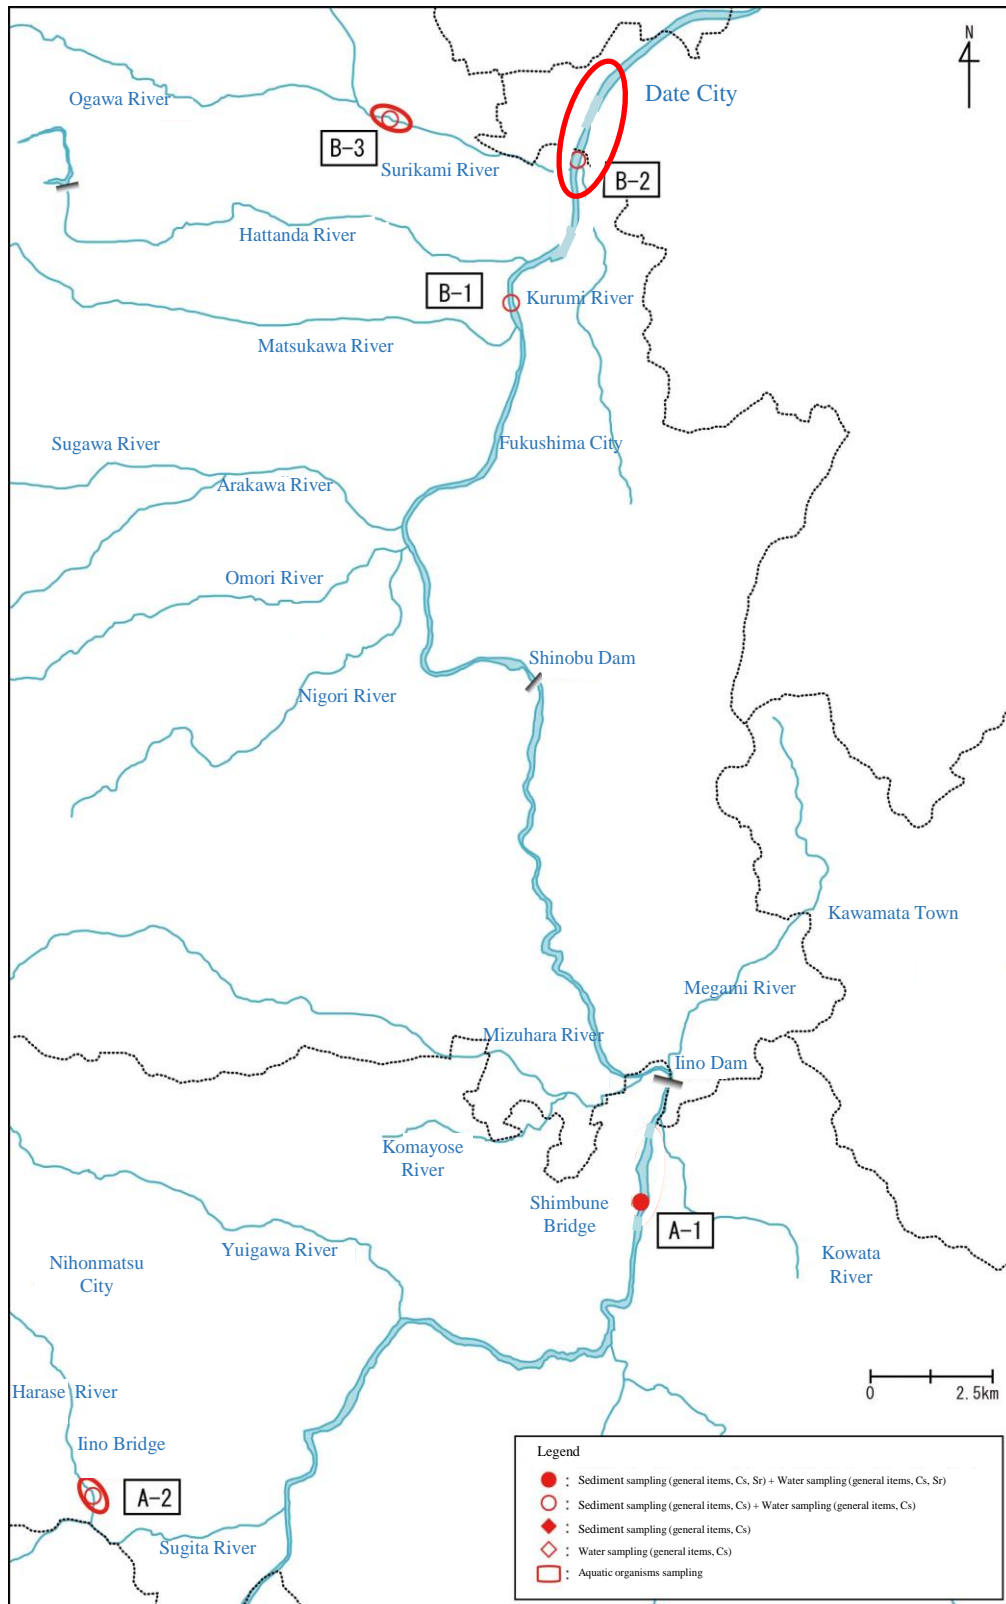 N
Date City
Ogawa River
B-3
Surikami River
B-2
Hattanda River
B-1
Kurumi River
Matsukawa River
Sugawa River
Fukushima City
Arakawa River
Omori River
Shinobu Dam
Nigori River
Kawamata Town
Megami River
Mizuhara River
Iino Dam
Komayose
River
Shimbune
Bridge
A-1
Yuigawa River
Kowata
River
Nihonmatsu
City
Harase River
0 2.5km
Iino Bridge
A-2
Sugita River
Legend
: Sediment sampling (general items, Cs, Sr) + Water sampling (general items, Cs, Sr)
: Sediment sampling (general items, Cs) + Water sampling (general items, Cs)
: Sediment sampling (general items, Cs)
: Water sampling (general items, Cs)
: Aquatic organisms sampling